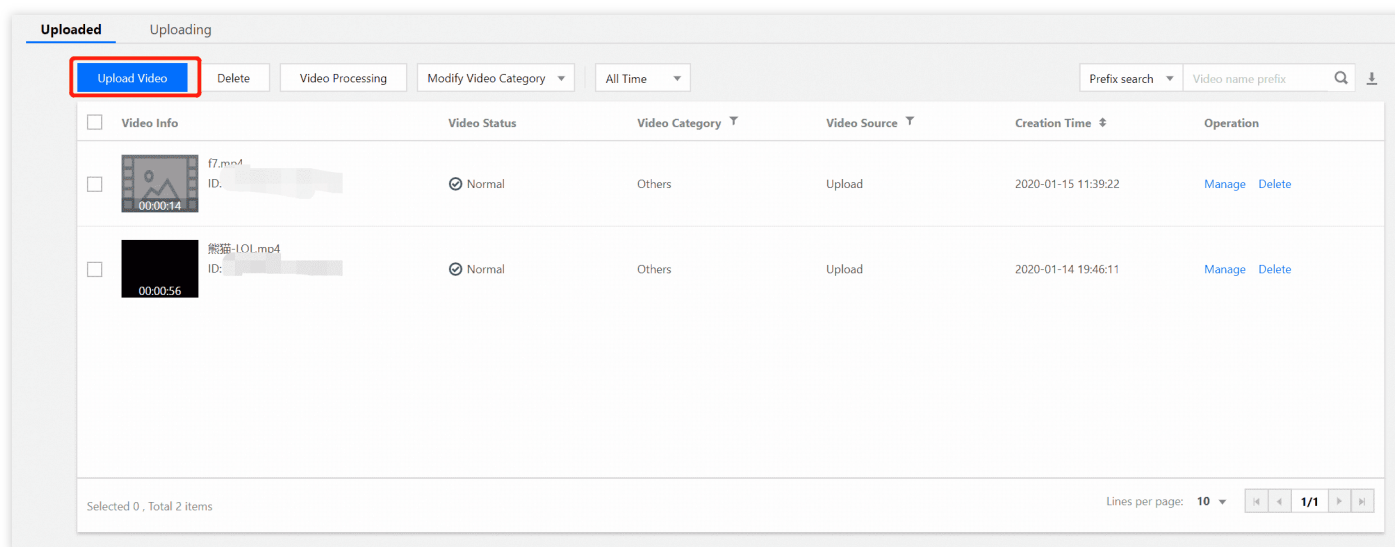 Uploaded Uploading
Upload Video Delete Video Processing Modify Video Category All Time Prefix search Video name prefix
Video Info Video Status Video Category Video Source Creation Time Operation
f7.mp4
ID:
00:00:14
Normal Others Upload 2020-01-15 11:39:22 Manage Delete
熊猫-LOL.mp4
ID:
00:00:56
Normal Others Upload 2020-01-14 19:46:11 Manage Delete
Selected 0 , Total 2 items Lines per page: 10 1/1